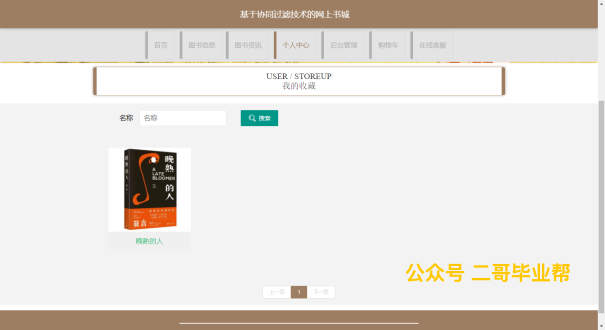 基于协同过滤技术的网上书城
首页 图书信息 图书资讯 个人中心 后台管理 购物车 在线客服
USER / STOREUP
我的收藏
名称 名称 搜索
晚熟的人
A LATE BLOOMER
莫言
晚熟的人
公众号 二哥毕业帮
上一页 1 下一页